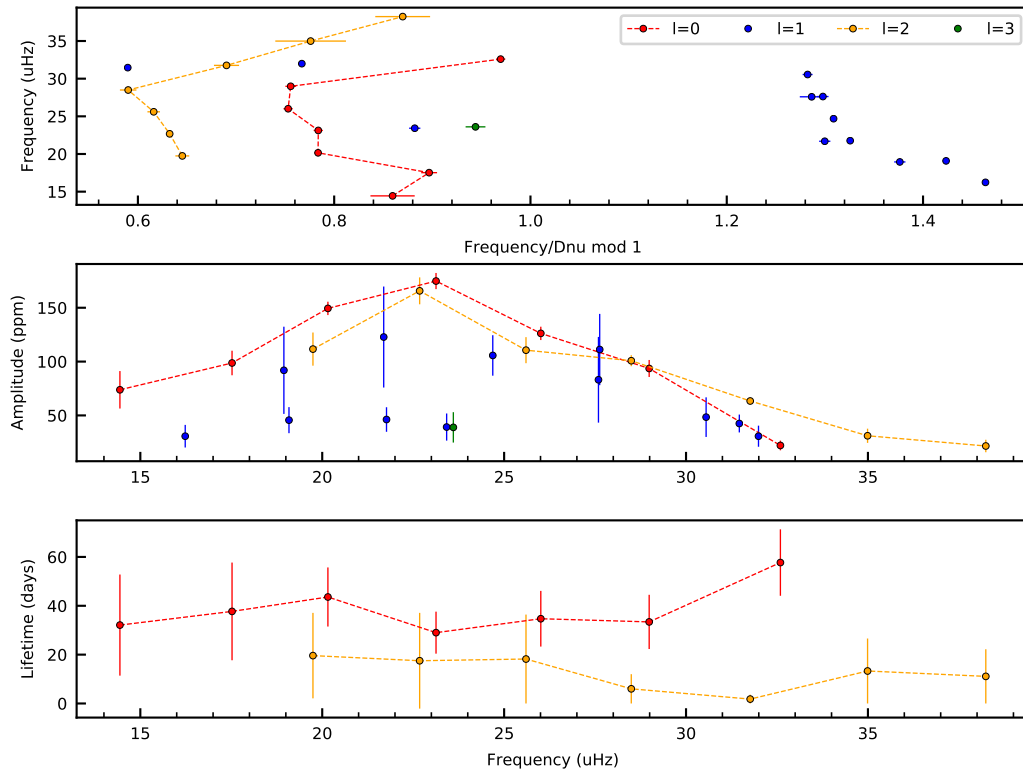 l=0 l=1 l=2 l=3
Frequency (uHz)
35
30
25
20
15
0.6 0.8 1.0 1.2 1.4
Frequency/Dnu mod 1
Amplitude (ppm)
150
100
50
15 20 25 30 35
Lifetime (days)
60
40
20
0
15 20 25 30 35
Frequency (uHz)